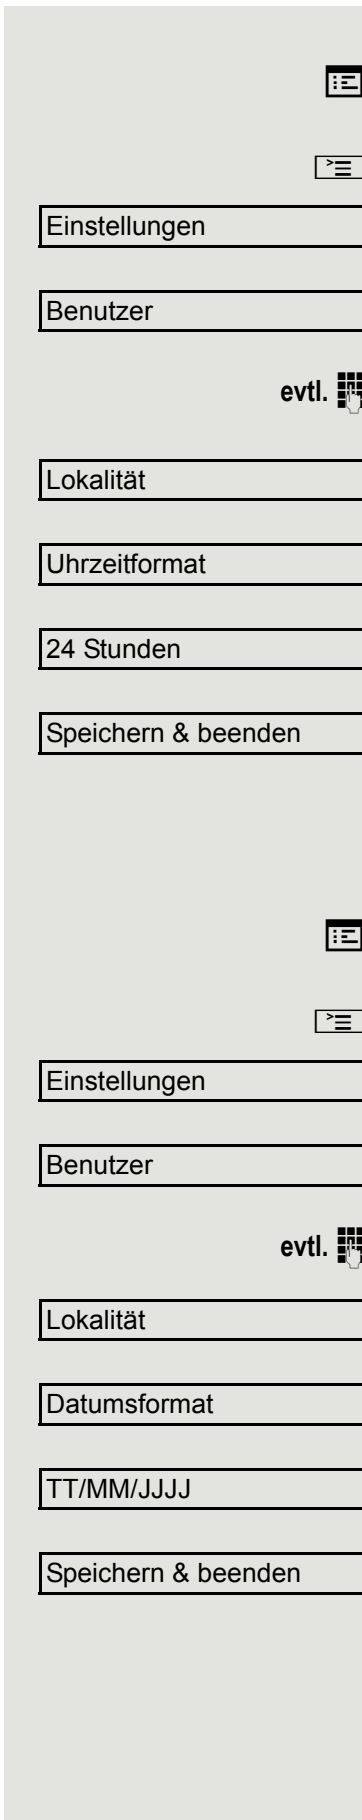 Einstellungen
Benutzer
evtl.
Lokalität
Uhrzeitformat
24 Stunden
Speichern & beenden
Einstellungen
Benutzer
evtl.
Lokalität
Datumsformat
TT/MM/JJJJ
Speichern & beenden